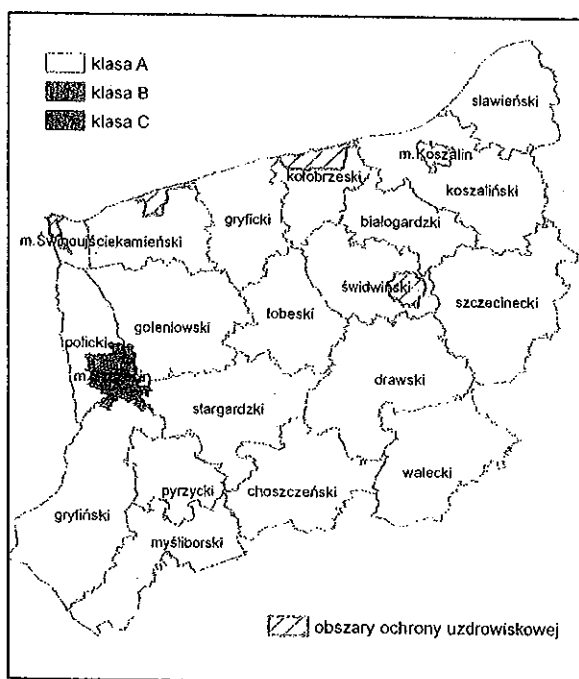 klasa A
klasa B
klasa C
sławieński
m.Koszalin
kołobrzeski
koszaliński
gryficki
białogardzki
m.Świnoujście
kamieński
świdwiński
szczecinecki
goleniowski
łobeski
policki
m.
drawski
stargardzki
wałecki
pyrzycki
choszczeński
gryfiński
myśliborski
obszary ochrony uzdrowiskowej